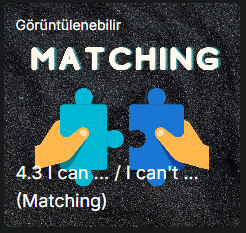 Görüntülenebilir
MATCHING
4.3 I can ... / I can't ...
(Matching)